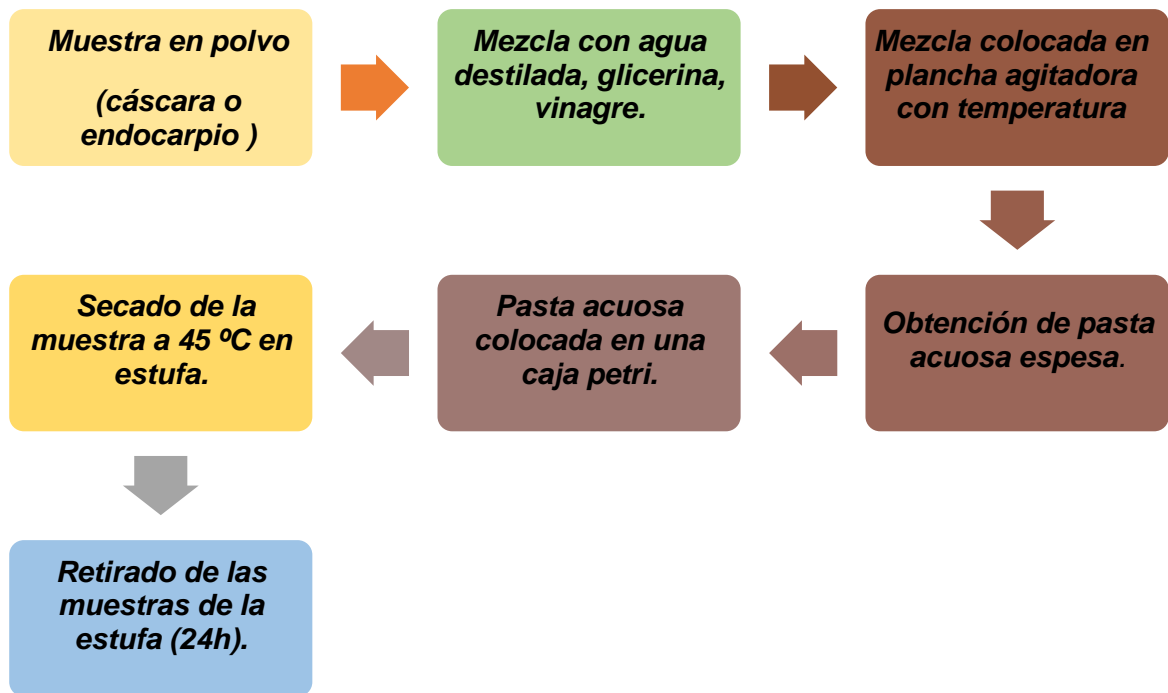 Muestra en polvo
(cáscara o
endocarpio )
Mezcla con agua
destilada, glicerina,
vinagre.
Mezcla colocada en
plancha agitadora
con temperatura
Obtención de pasta
acuosa espesa.
Pasta acuosa
colocada en una
caja petri.
Secado de la
muestra a 45 ºC en
estufa.
Retirado de las
muestras de la
estufa (24h).